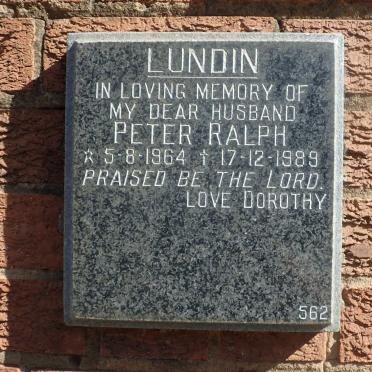 LUNDIN
IN LOVING MEMORY OF
MY DEAR HUSBAND
PETER RALPH
☆ 5-8-1964 † 17-12-1989
PRAISED BE THE LORD.
LOVE DOROTHY
562